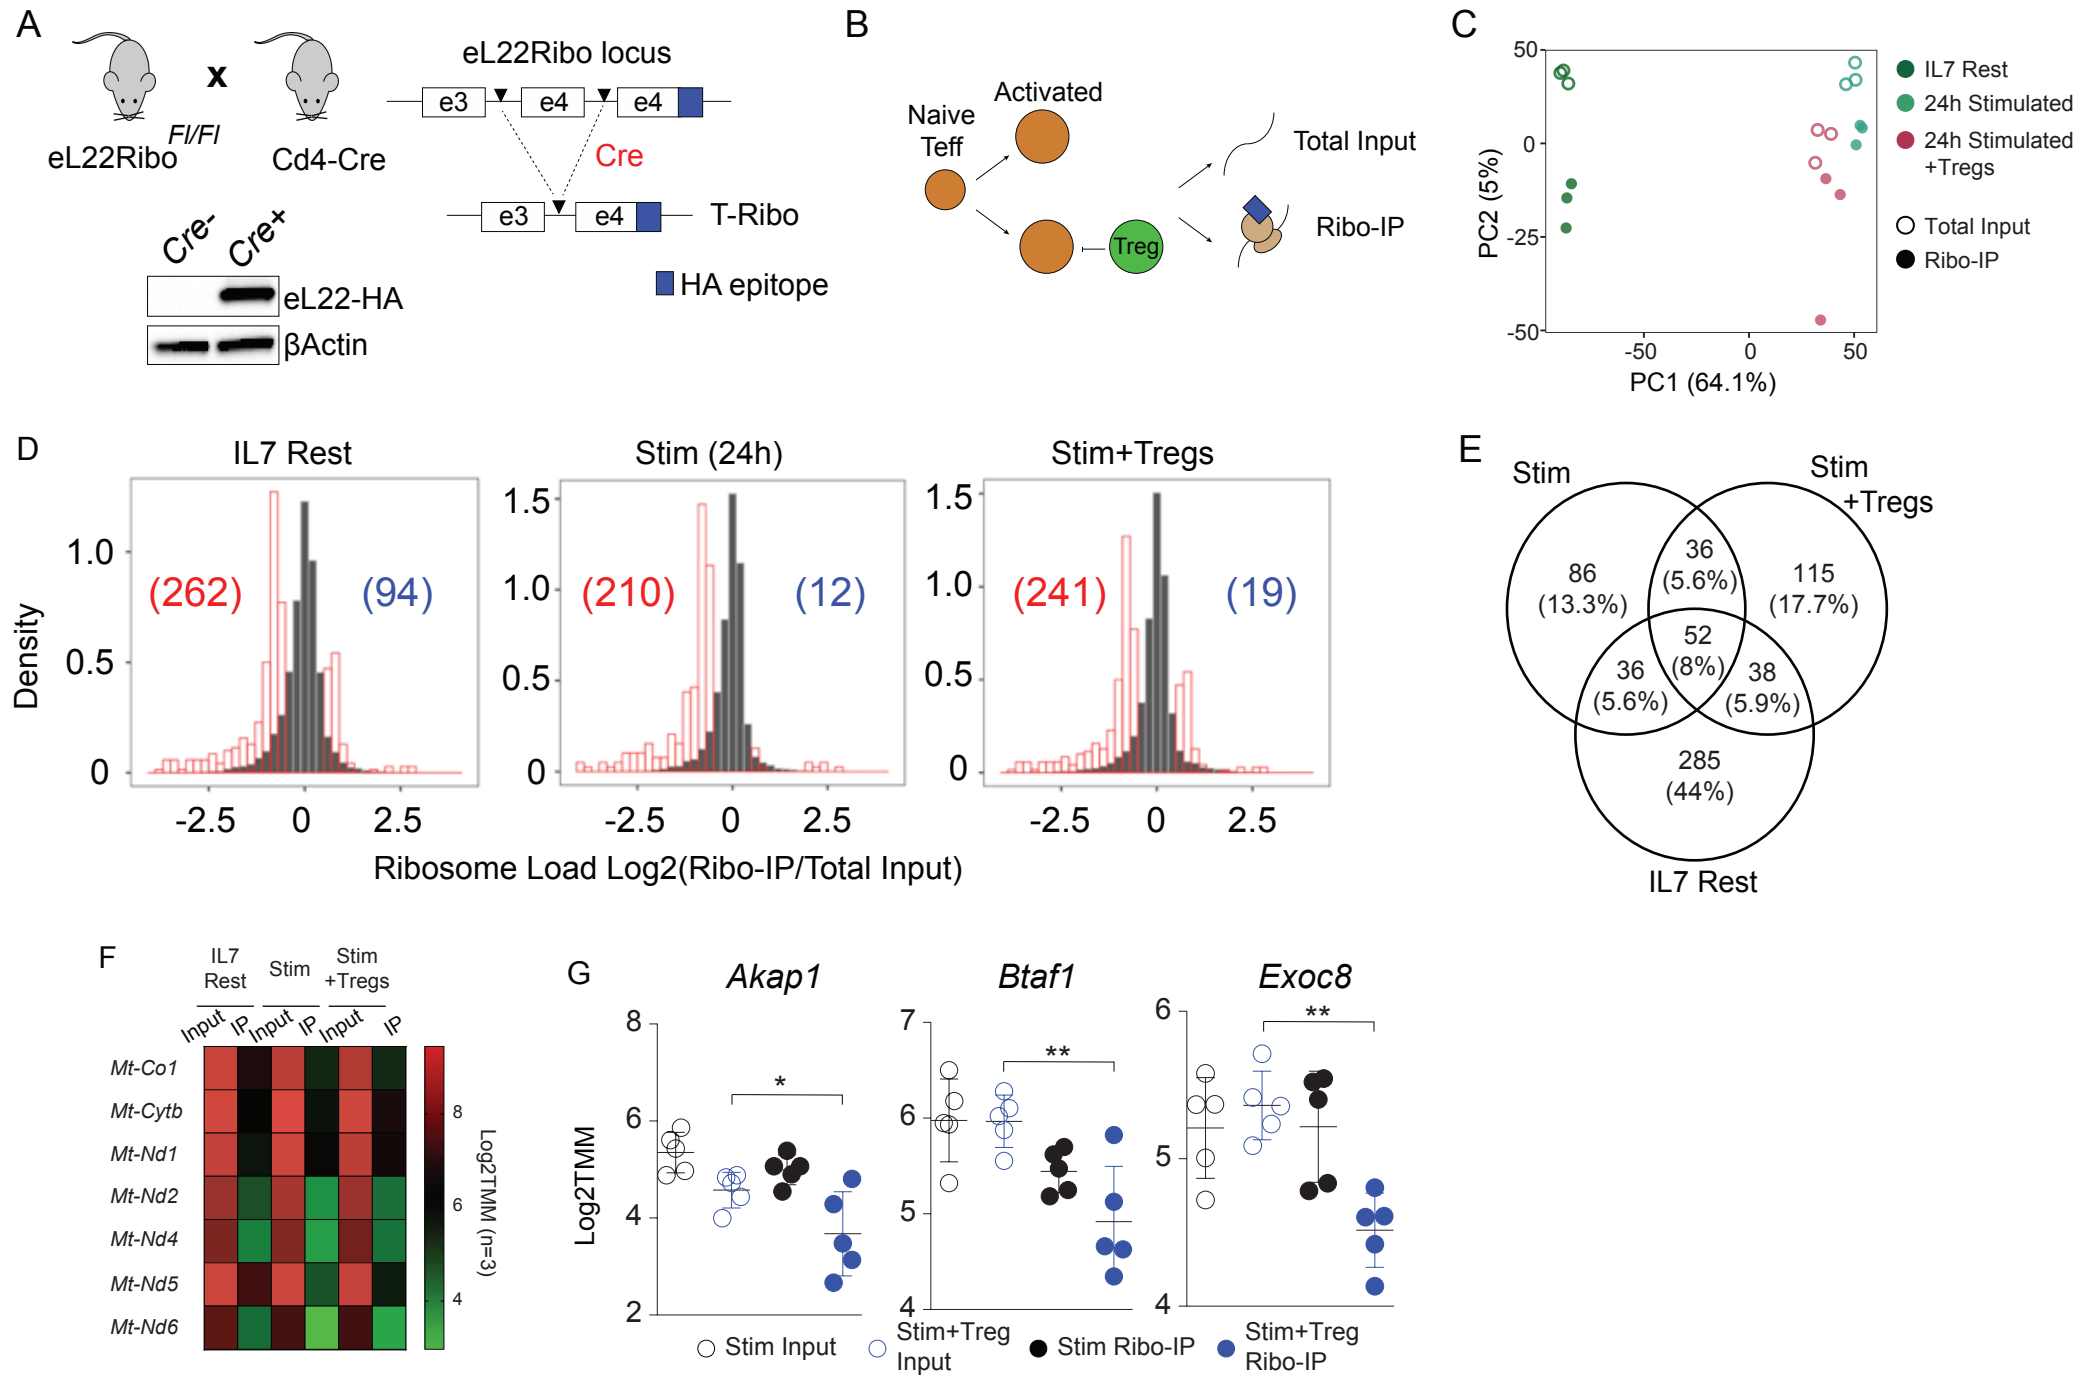 A
eL22Ribo Fl/Fl
x
Cd4-Cre
eL22Ribo locus
e3
e4
e4
Cre
e3
e4
T-Ribo
HA epitope
Cre-
Cre+
eL22-HA
βActin
B
Naive
Teff
Activated
Treg
Total Input
Ribo-IP
C
50
0
-25
-50
PC2 (5%)
-50
0
50
PC1 (64.1%)
IL7 Rest
24h Stimulated
24h Stimulated
+Tregs
Total Input
Ribo-IP
D
IL7 Rest
Stim (24h)
Stim+Tregs
Density
1.0
0.5
0
(262)
(94)
-2.5
0
2.5
1.5
1.0
0.5
0
(210)
(12)
-2.5
0
2.5
1.5
1.0
0.5
0
(241)
(19)
-2.5
0
2.5
Ribosome Load Log2(Ribo-IP/Total Input)
E
Stim
Stim
+Tregs
86
(13.3%)
36
(5.6%)
115
(17.7%)
52
(8%)
36
(5.6%)
38
(5.9%)
285
(44%)
IL7 Rest
F
IL7
Rest
Stim
Stim
+Tregs
Input
IP
Input
IP
Input
IP
Mt-Co1
Mt-Cytb
Mt-Nd1
Mt-Nd2
Mt-Nd4
Mt-Nd5
Mt-Nd6
8
6
4
Log2TMM (n=3)
G
Akap1
Btaf1
Exoc8
Log2TMM
8
6
4
2
*
7
6
5
4
**
6
5
4
**
Stim Input
Stim+Treg
Input
Stim Ribo-IP
Stim+Treg
Ribo-IP